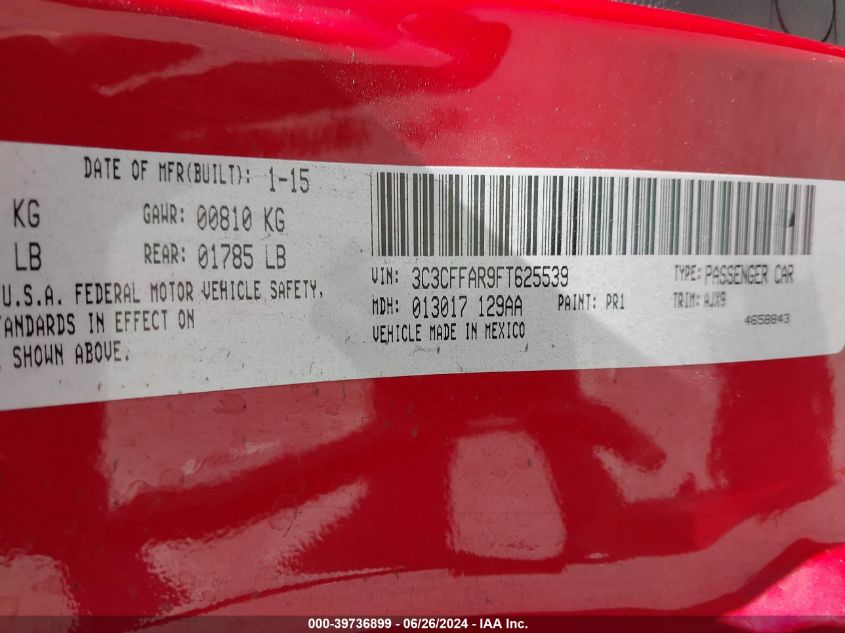 DATE OF MFR(BUILT): 1-15
KG GAWR: 00810 KG
LB REAR: 01785 LB
U.S.A. FEDERAL MOTOR VEHICLE SAFETY,
STANDARDS IN EFFECT ON
SHOWN ABOVE.
VIN: 3C3CFFAR9FT625539 TYPE: PASSENGER CAR
MDH: 013017 129AA PAINT: PR1 TRIM: AJX9
VEHICLE MADE IN MEXICO 4658843
000-39736899 - 06/26/2024 - IAA Inc.